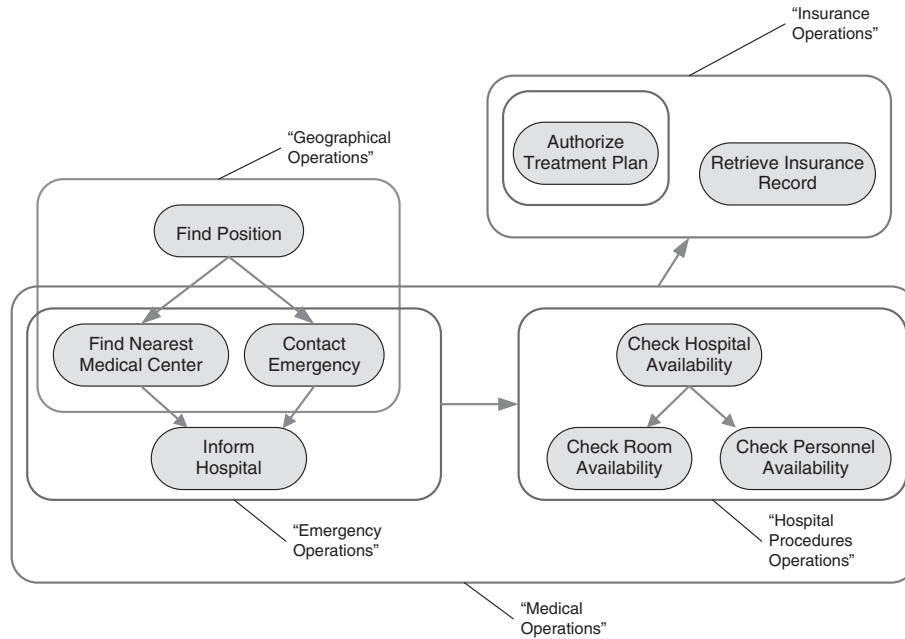 “Insurance
Operations”
“Geographical
Operations”
Authorize
Treatment Plan
Retrieve Insurance
Record
Find Position
Find Nearest
Medical Center
Contact
Emergency
Check Hospital
Availability
Inform
Hospital
Check Room
Availability
Check Personnel
Availability
“Emergency
Operations”
“Hospital
Procedures
Operations”
“Medical
Operations”